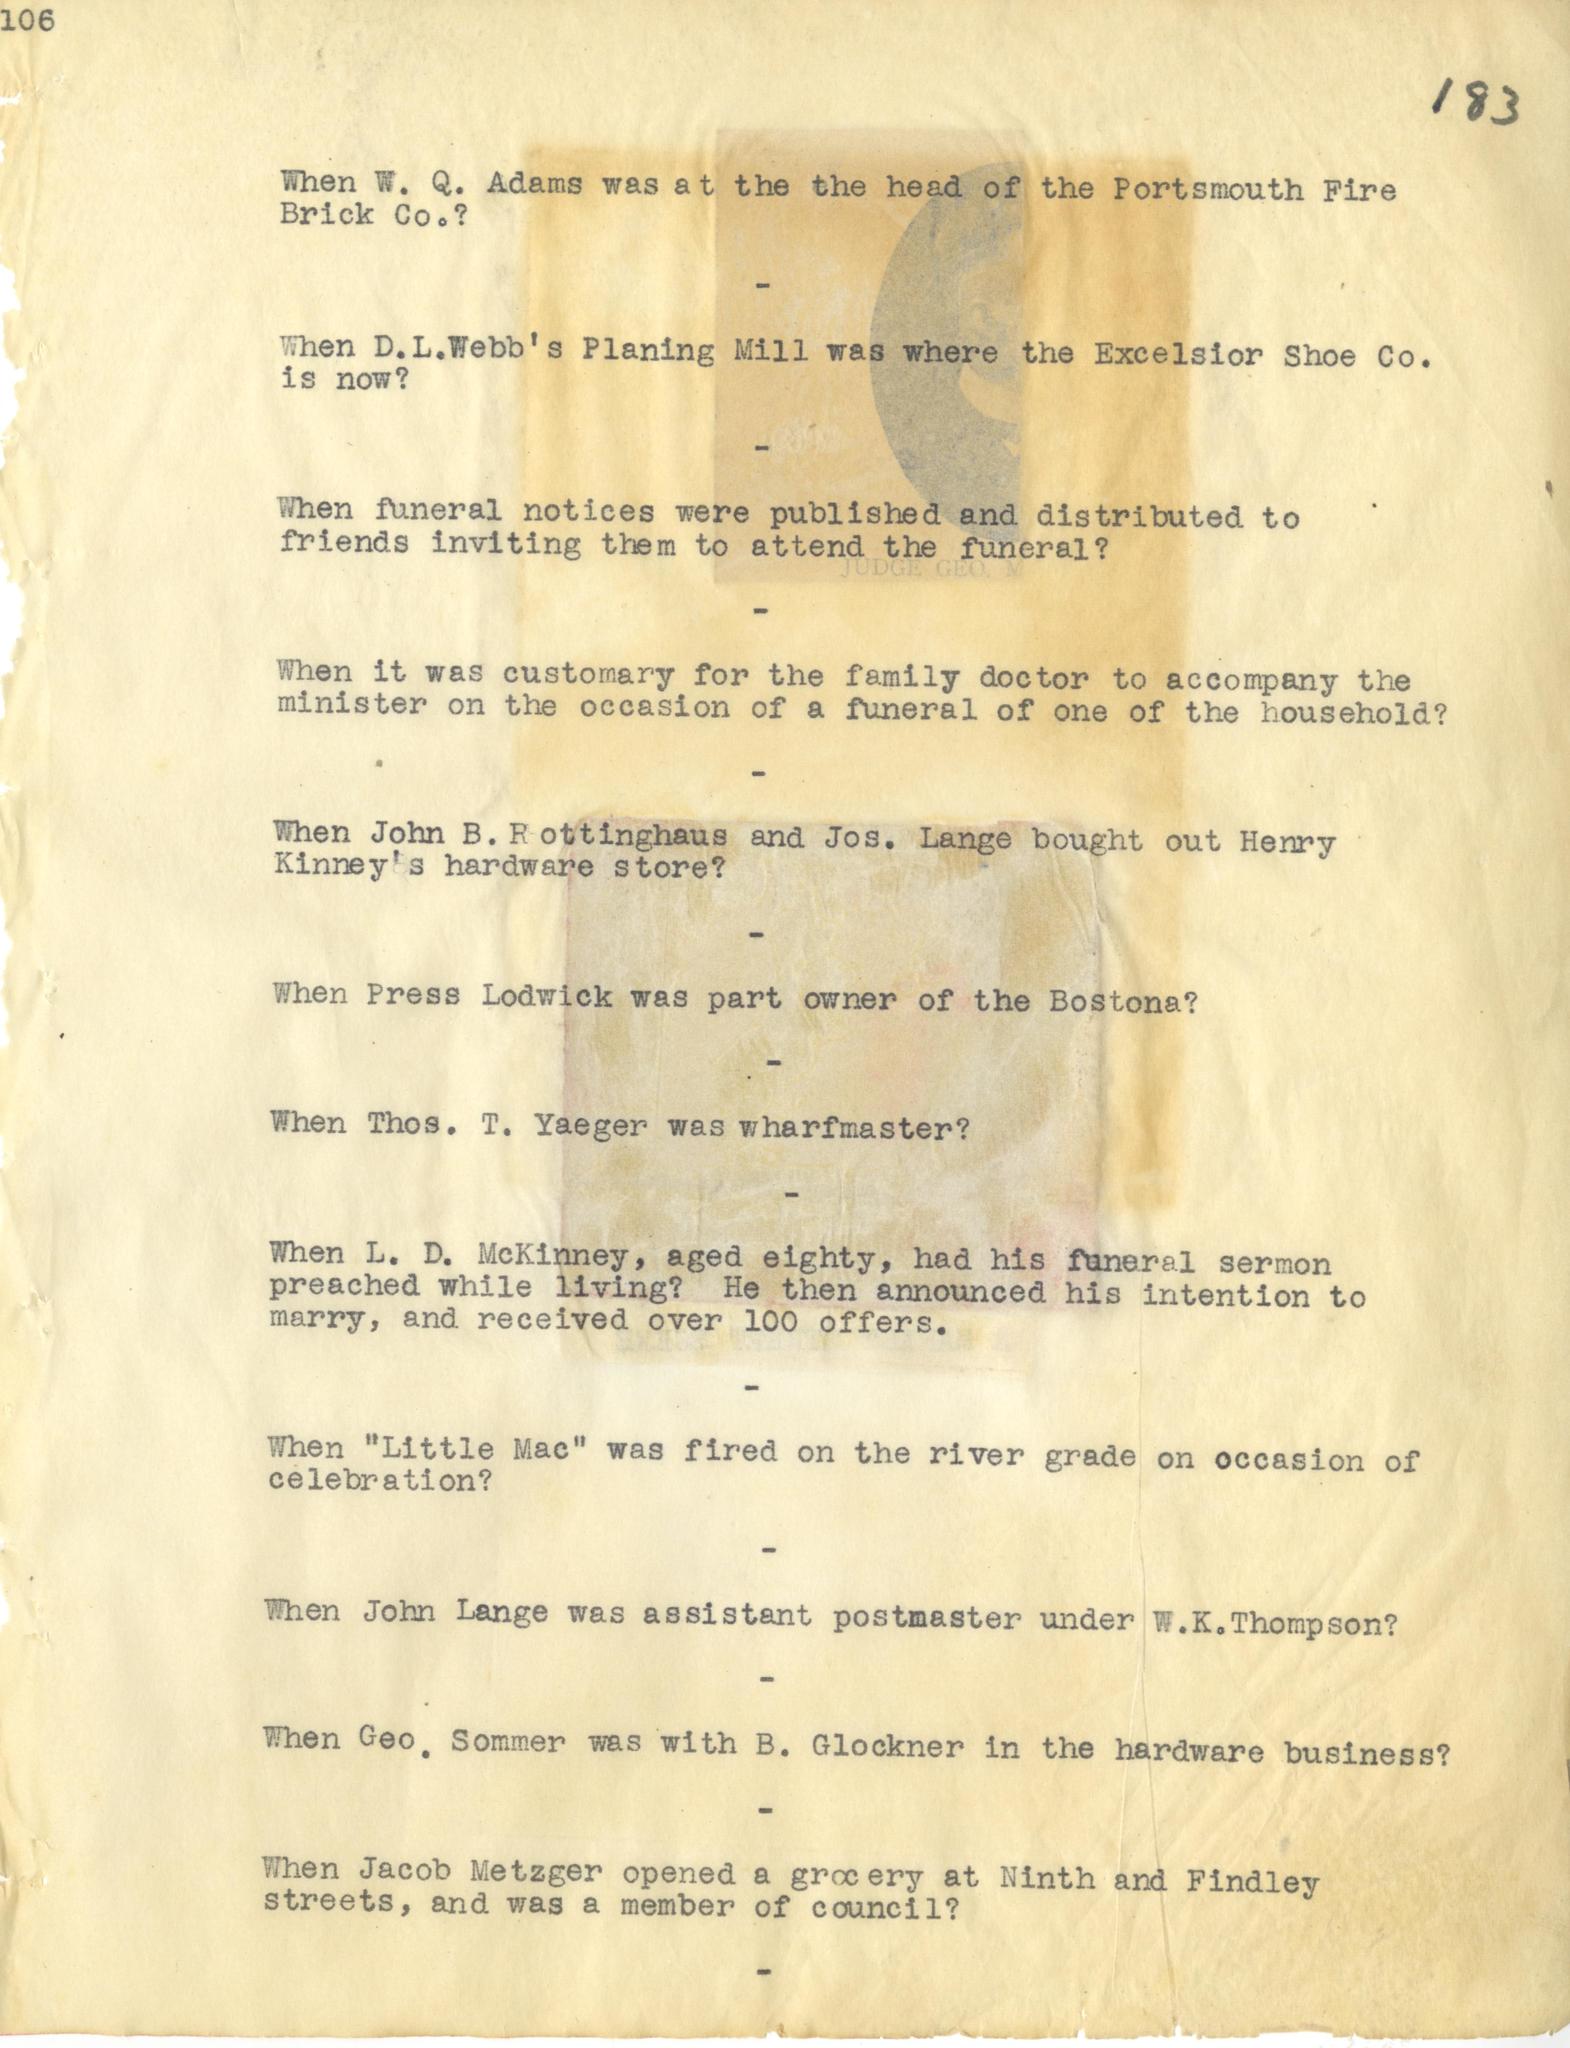 106
183
When W. Q. Adams was at the the head of the Portsmouth Fire
Brick Co.?
-
When D.L.Webb's Planing Mill was where the Excelsior Shoe Co.
is now?
-
When funeral notices were published and distributed to
friends inviting them to attend the funeral?
JUDGE GEO. M
-
When it was customary for the family doctor to accompany the
minister on the occasion of a funeral of one of the household?
-
When John B. Rottinghaus and Jos. Lange bought out Henry
Kinney's hardware store?
-
When Press Lodwick was part owner of the Bostona?
-
When Thos. T. Yaeger was wharfmaster?
-
When L. D. McKinney, aged eighty, had his funeral sermon
preached while living? He then announced his intention to
marry, and received over 100 offers.
-
When "Little Mac" was fired on the river grade on occasion of
celebration?
-
When John Lange was assistant postmaster under W.K.Thompson?
-
When Geo. Sommer was with B. Glockner in the hardware business?
-
When Jacob Metzger opened a grocery at Ninth and Findley
streets, and was a member of council?
-